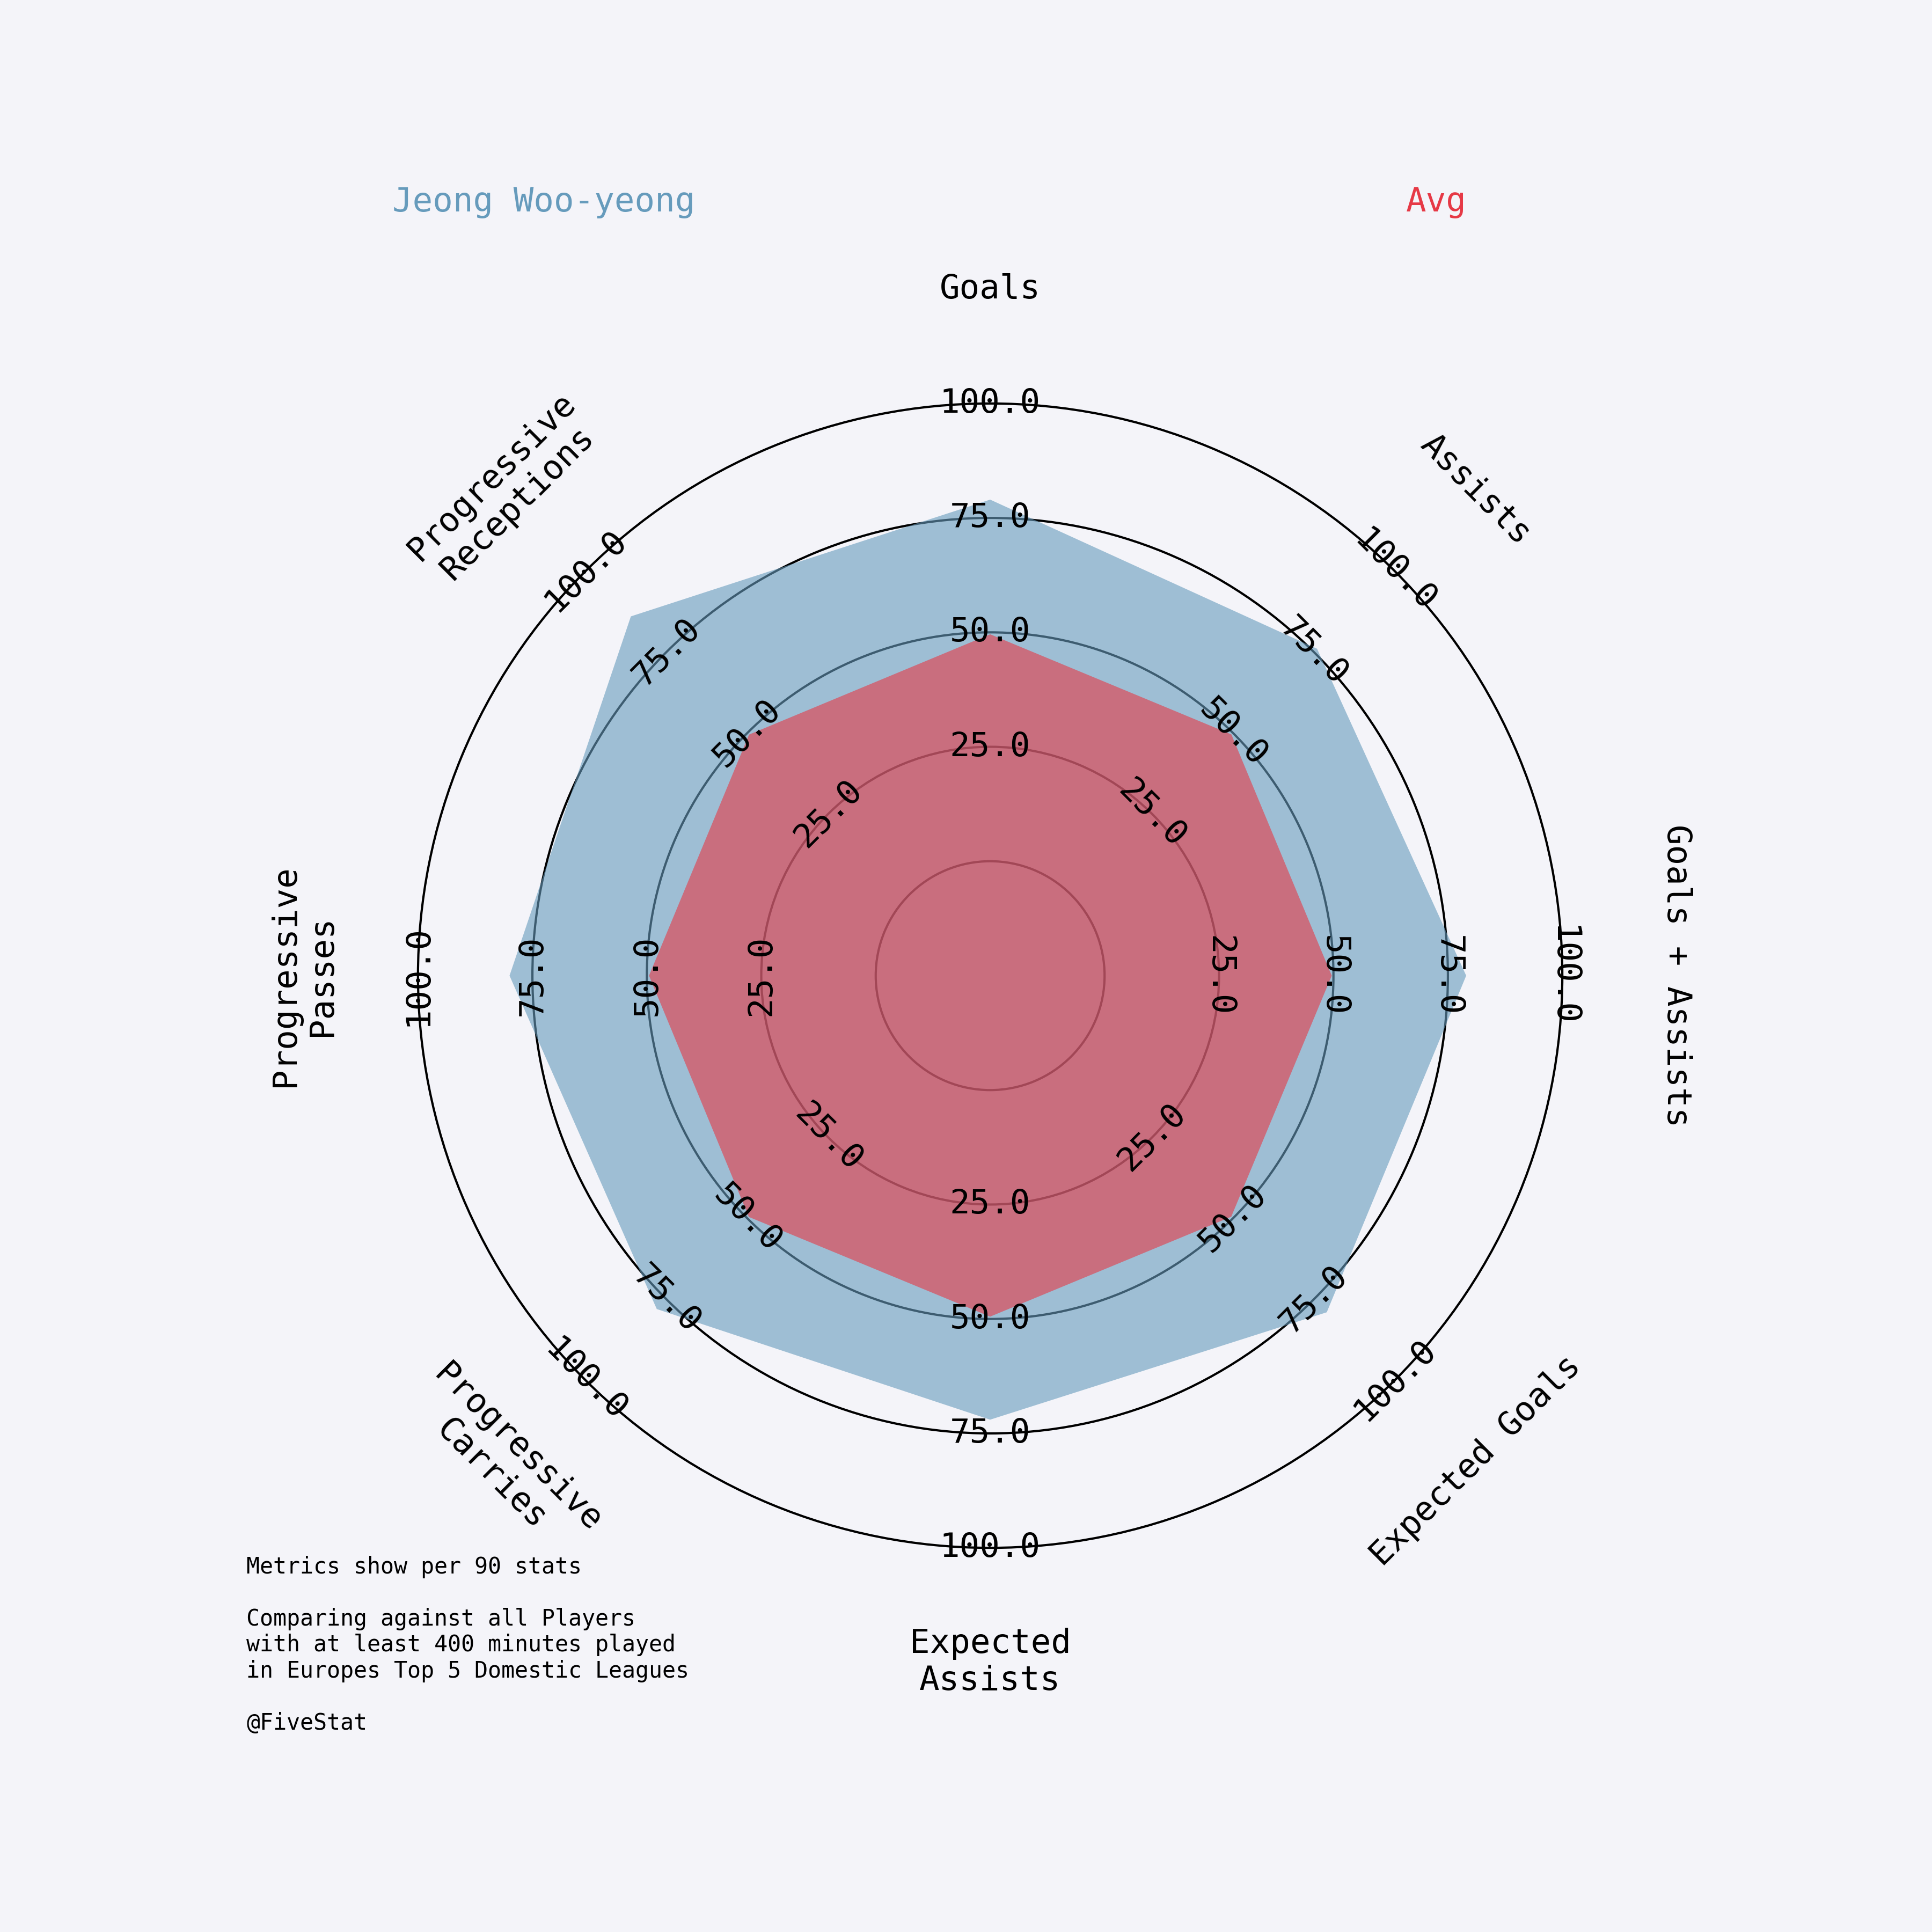 Jeong Woo-yeong
Avg
Goals
Assists
Goals + Assists
Expected Goals
Expected
Assists
Progressive
Carries
Progressive
Passes
Progressive
Receptions
25.0
50.0
75.0
100.0
25.0
50.0
75.0
100.0
25.0
50.0
75.0
100.0
25.0
50.0
75.0
100.0
25.0
50.0
75.0
100.0
25.0
50.0
75.0
100.0
25.0
50.0
75.0
100.0
25.0
50.0
75.0
100.0
Metrics show per 90 stats
Comparing against all Players
with at least 400 minutes played
in Europes Top 5 Domestic Leagues
@FiveStat